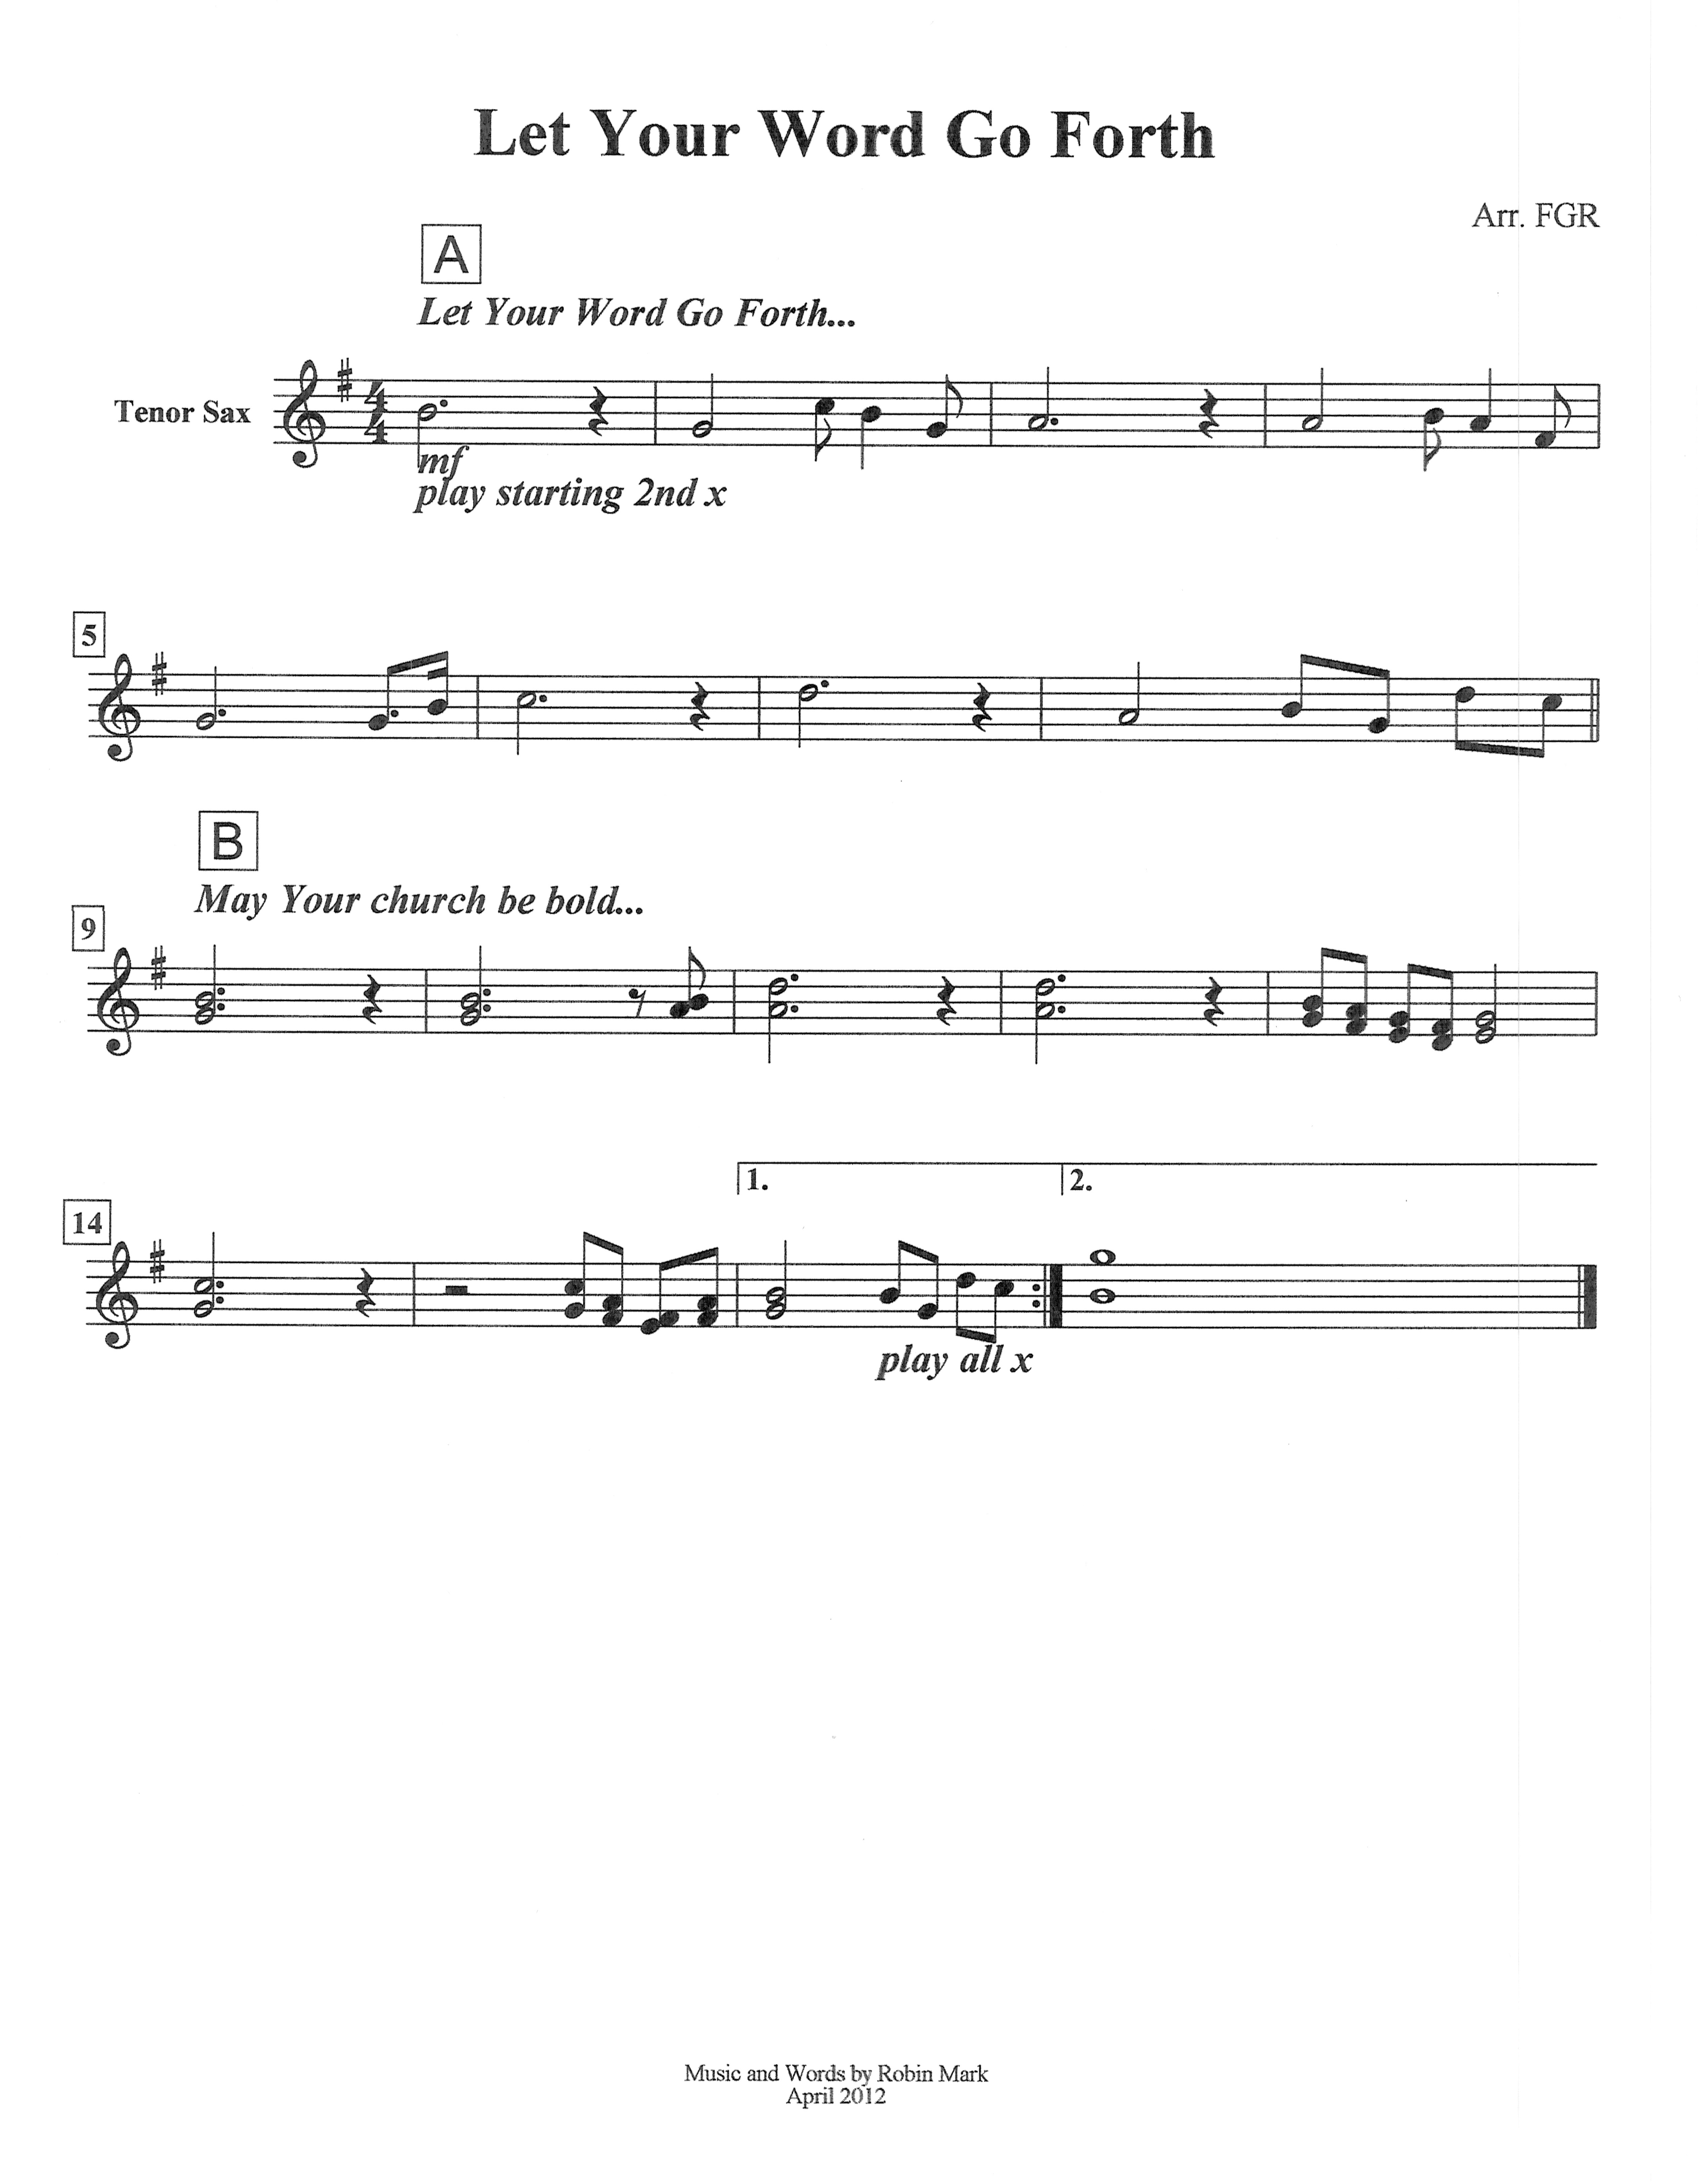 Let Your Word Go Forth
Arr. FGR
A
Let Your Word Go Forth...
Tenor Sax
4
4
mf
play starting 2nd x
5
B
May Your church be bold...
9
1.
2.
14
play all x
Music and Words by Robin Mark
April 2012